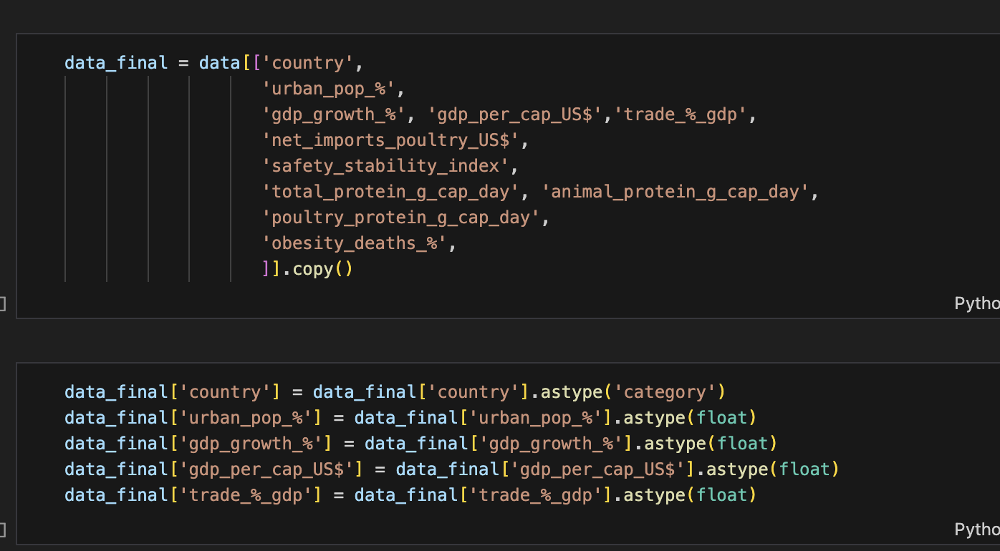 data_final = data[['country',
'urban_pop_%',
'gdp_growth_%', 'gdp_per_cap_US$','trade_%_gdp',
'net_imports_poultry_US$',
'safety_stability_index',
'total_protein_g_cap_day', 'animal_protein_g_cap_day',
'poultry_protein_g_cap_day',
'obesity_deaths_%',
]].copy()
]
Pytho
data_final['country'] = data_final['country'].astype('category')
data_final['urban_pop_%'] = data_final['urban_pop_%'].astype(float)
data_final['gdp_growth_%'] = data_final['gdp_growth_%'].astype(float)
data_final['gdp_per_cap_US$'] = data_final['gdp_per_cap_US$'].astype(float)
data_final['trade_%_gdp'] = data_final['trade_%_gdp'].astype(float)
]
Pytho